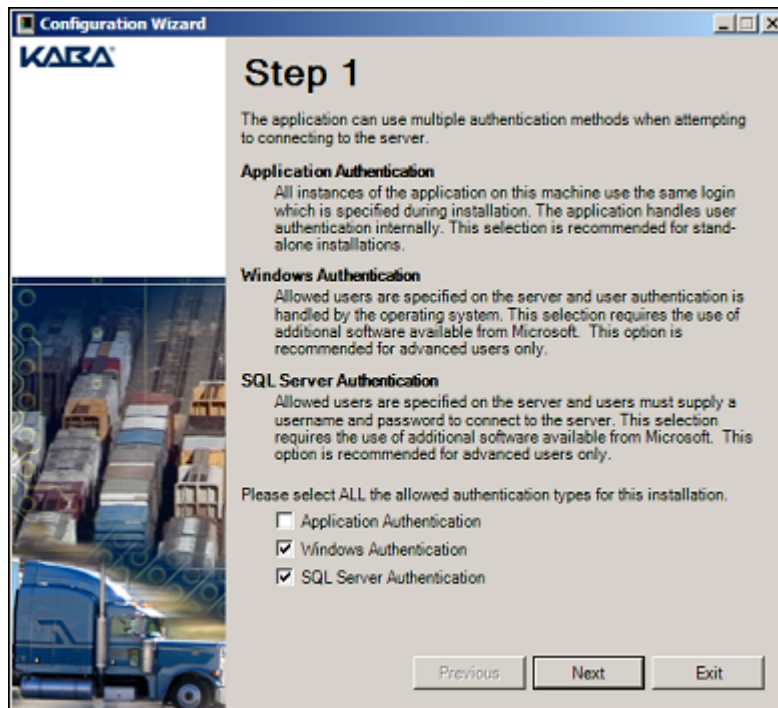 Configuration Wizard
KABA
Step 1
The application can use multiple authentication methods when attempting
to connecting to the server.
Application Authentication
All instances of the application on this machine use the same login
which is specified during installation. The application handles user
authentication internally. This selection is recommended for stand-
alone installations.
Windows Authentication
Allowed users are specified on the server and user authentication is
handled by the operating system. This selection requires the use of
additional software available from Microsoft.  This option is
recommended for advanced users only.
SQL Server Authentication
Allowed users are specified on the server and users must supply a
username and password to connect to the server. This selection
requires the use of additional software available from Microsoft.  This
option is recommended for advanced users only.
Please select ALL the allowed authentication types for this installation.
Application Authentication
Windows Authentication
SQL Server Authentication
Previous Next Exit